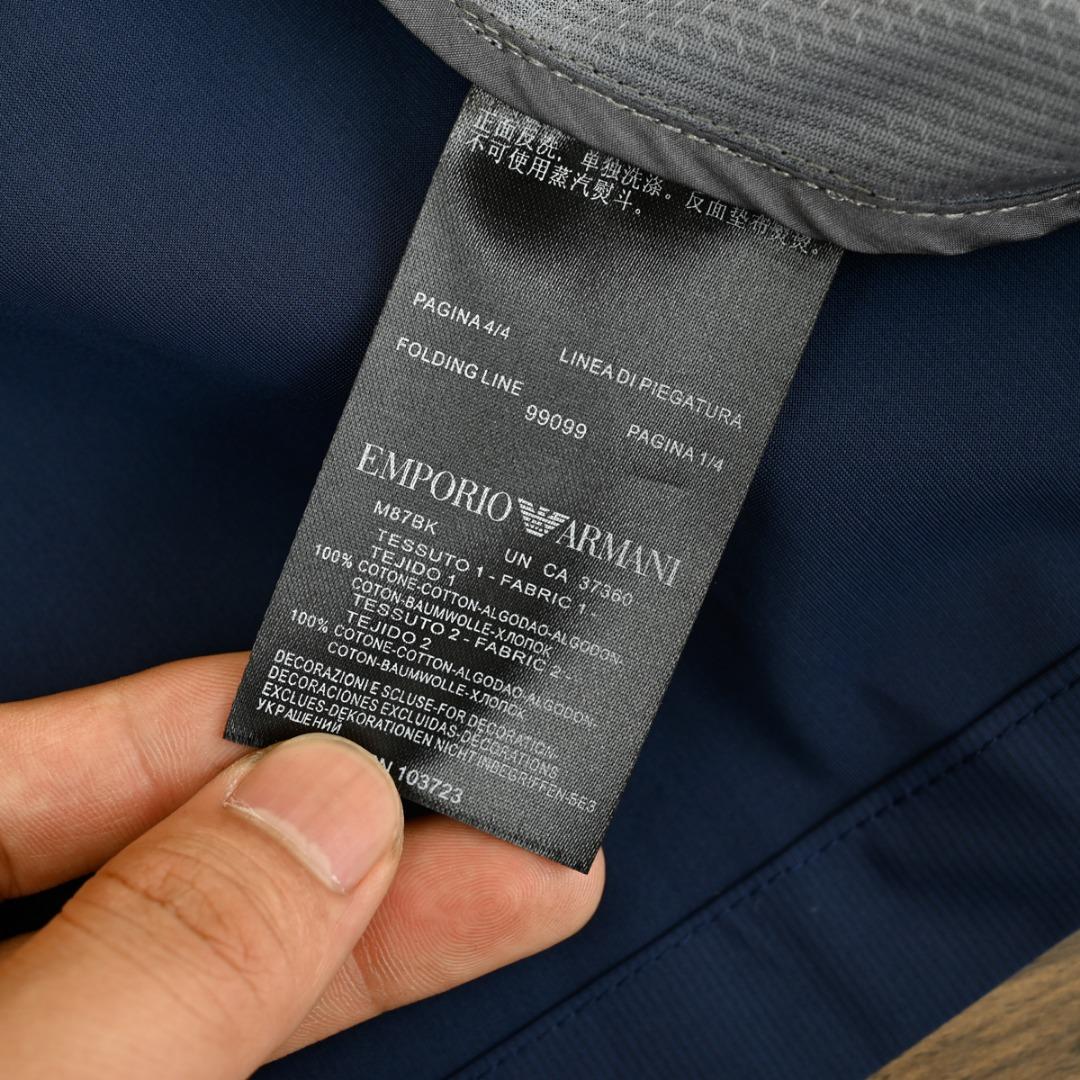 正面反洗，单独洗涤。反面垫布熨烫。
不可使用蒸汽熨斗。
PAGINA 4/4 LINEA DI PIEGATURA
FOLDING LINE 99099 PAGINA 1/4
EMPORIO ARMANI
M87BK UN CA 37360
TESSUTO 1 - FABRIC 1 -
TEJIDO 1
100% COTONE-COTTON-ALGODAO-ALGODON-
COTON-BAUMWOLLE-ХЛОПОК
TESSUTO 2 - FABRIC 2 -
TEJIDO 2
100% COTONE-COTTON-ALGODAO-ALGODON-
COTON-BAUMWOLLE-ХЛОПОК
DECORAZIONI ESCLUSE-FOR DECORATION-
DECORACIONES EXCLUIDAS-DECORATIONS
EXCLUES-DEKORATIONEN NICHT INBEGRIFFEN-БЕЗ
УКРАШЕНИЙ
103723